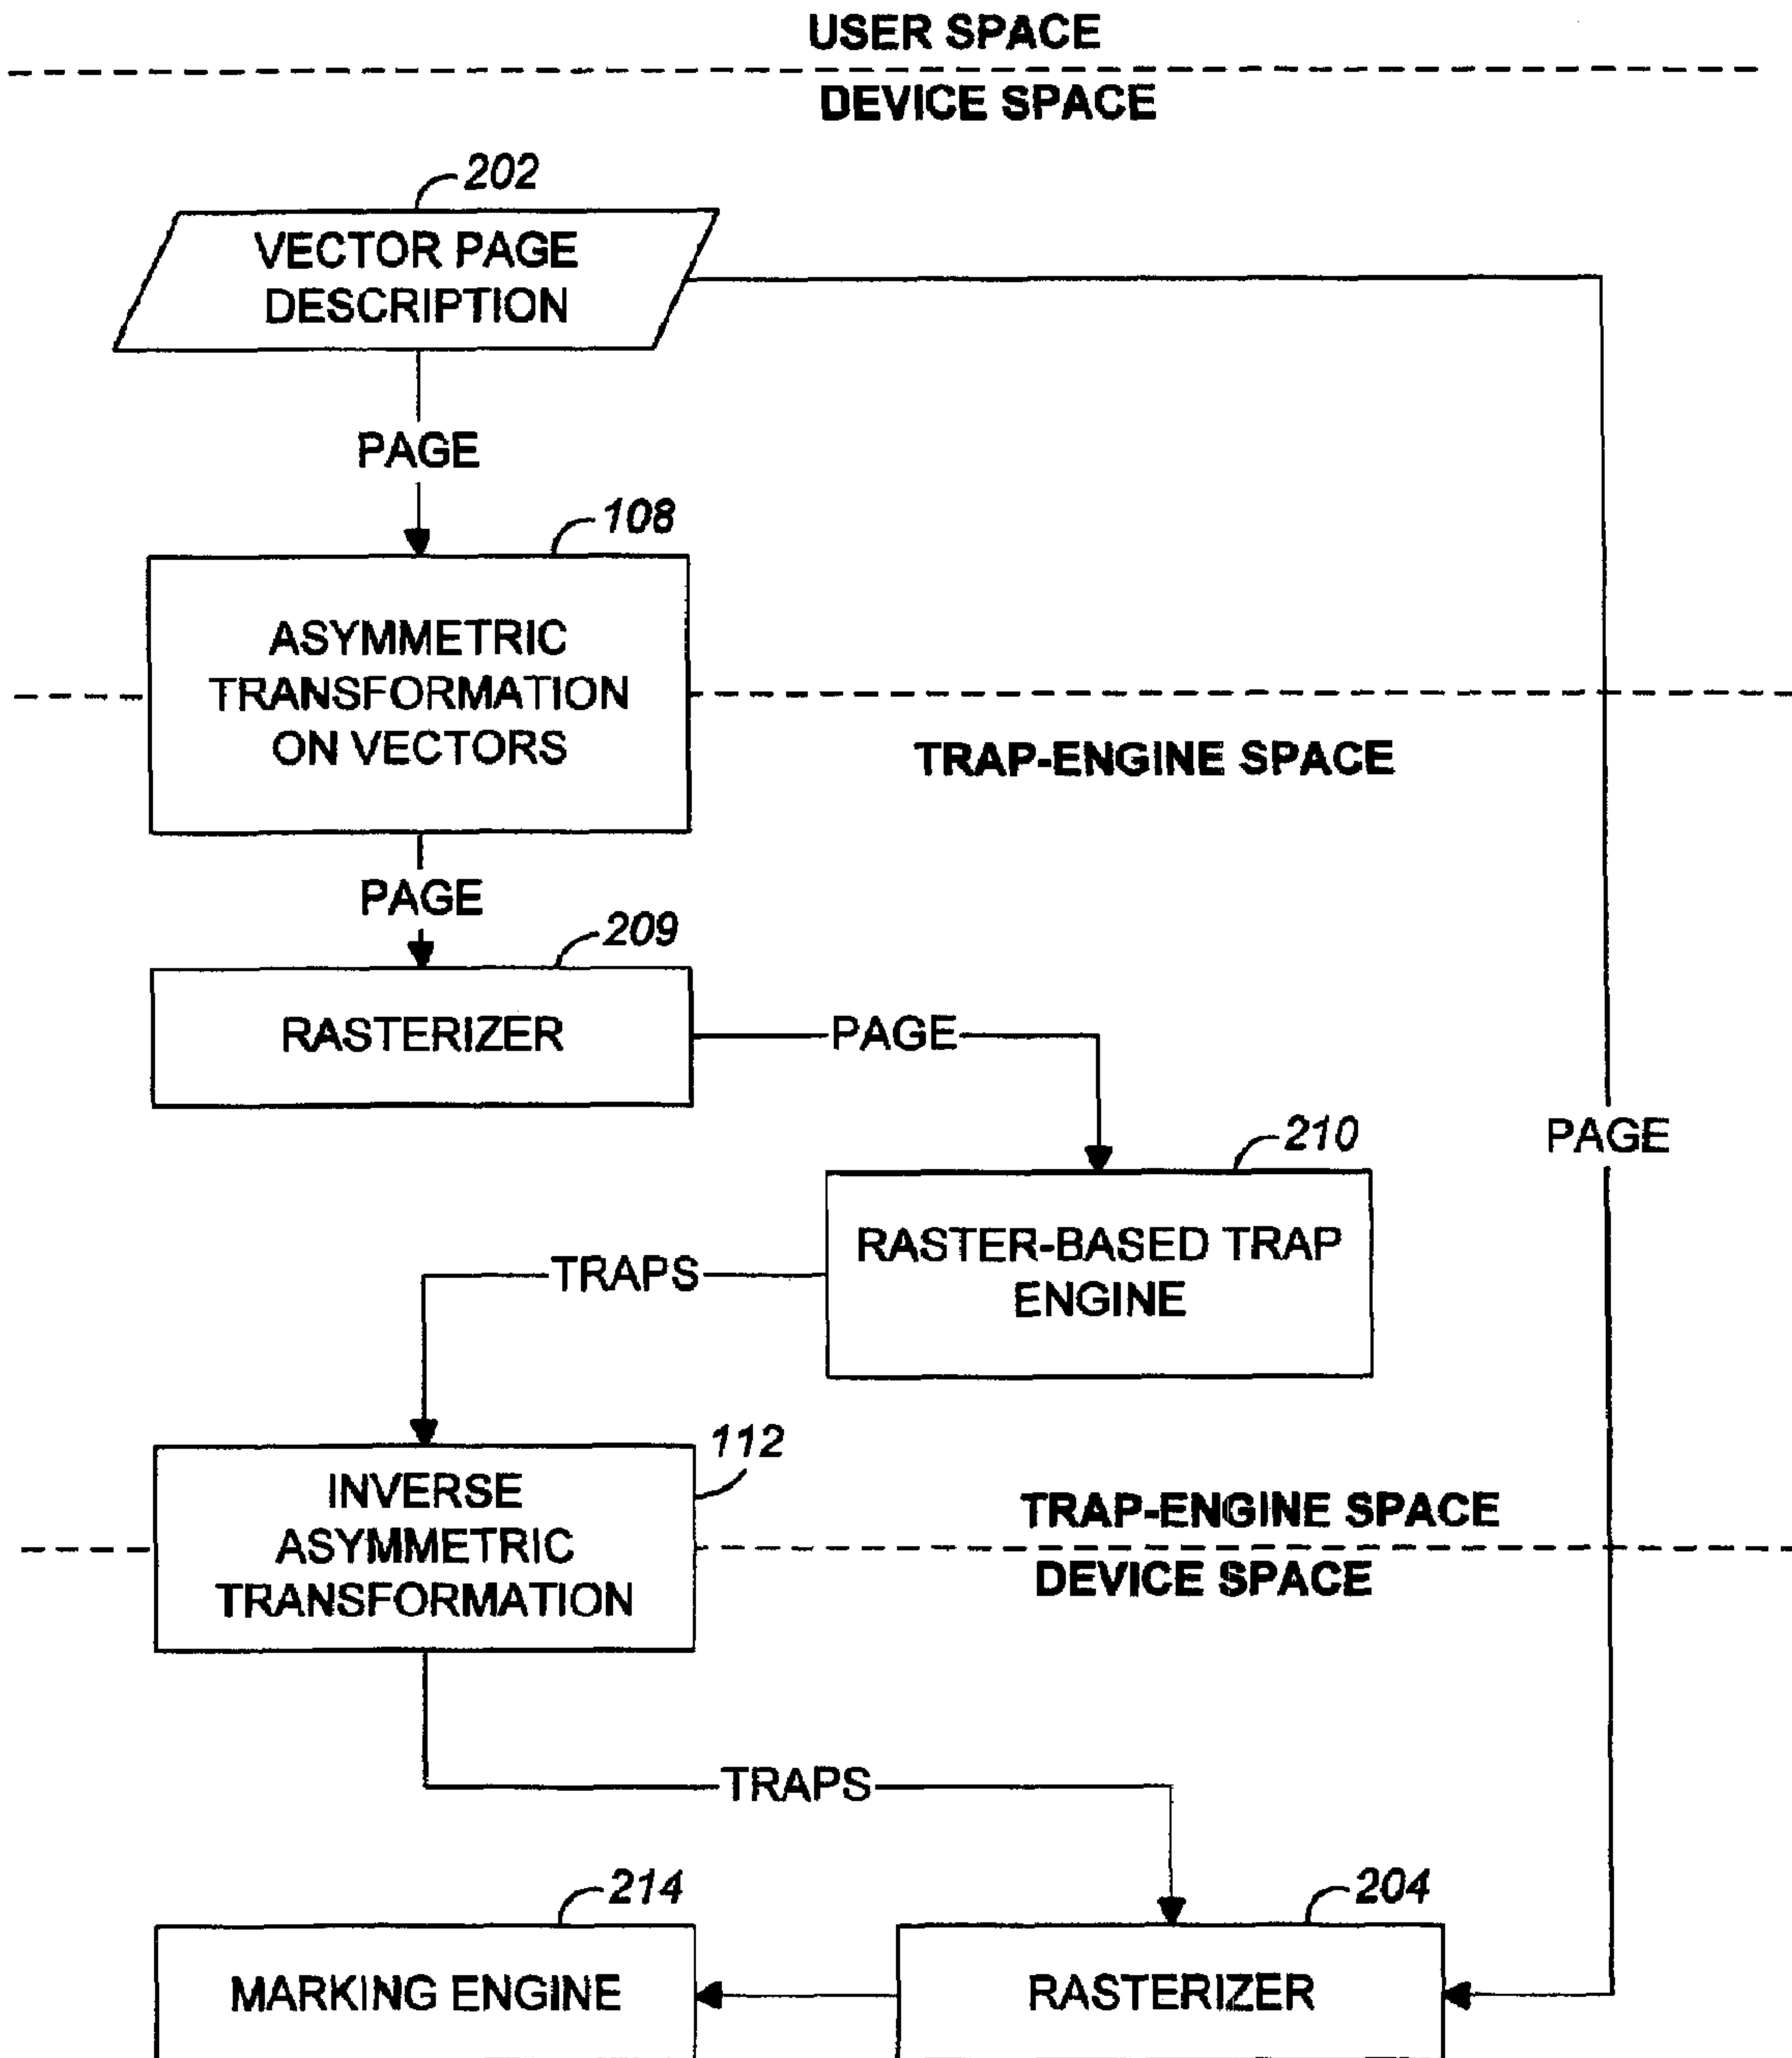 USER SPACE
DEVICE SPACE
202
VECTOR PAGE
DESCRIPTION
PAGE
108
ASYMMETRIC
TRANSFORMATION
ON VECTORS
TRAP-ENGINE SPACE
PAGE
209
RASTERIZER
PAGE
210
PAGE
RASTER-BASED TRAP
ENGINE
TRAPS
112
INVERSE
ASYMMETRIC
TRANSFORMATION
TRAP-ENGINE SPACE
DEVICE SPACE
TRAPS
214
204
MARKING ENGINE
RASTERIZER